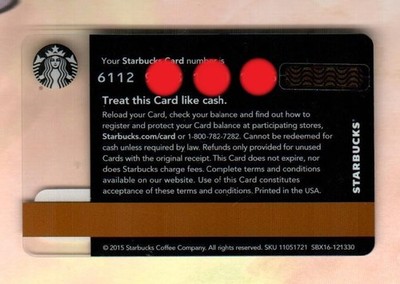 Your Starbucks Card number is
6112
Treat this Card like cash.
Reload your Card, check your balance and find out how to
register and protect your Card balance at participating stores,
Starbucks.com/card or 1-800-782-7282. Cannot be redeemed for
cash unless required by law. Refunds only provided for unused
Cards with the original receipt. This Card does not expire, nor
does Starbucks charge fees. Complete terms and conditions
available on our website. Use of this Card constitutes
acceptance of these terms and conditions. Printed in the USA.
STARBUCKS
© 2015 Starbucks Coffee Company. All rights reserved. SKU 11051721 SBX16-121330